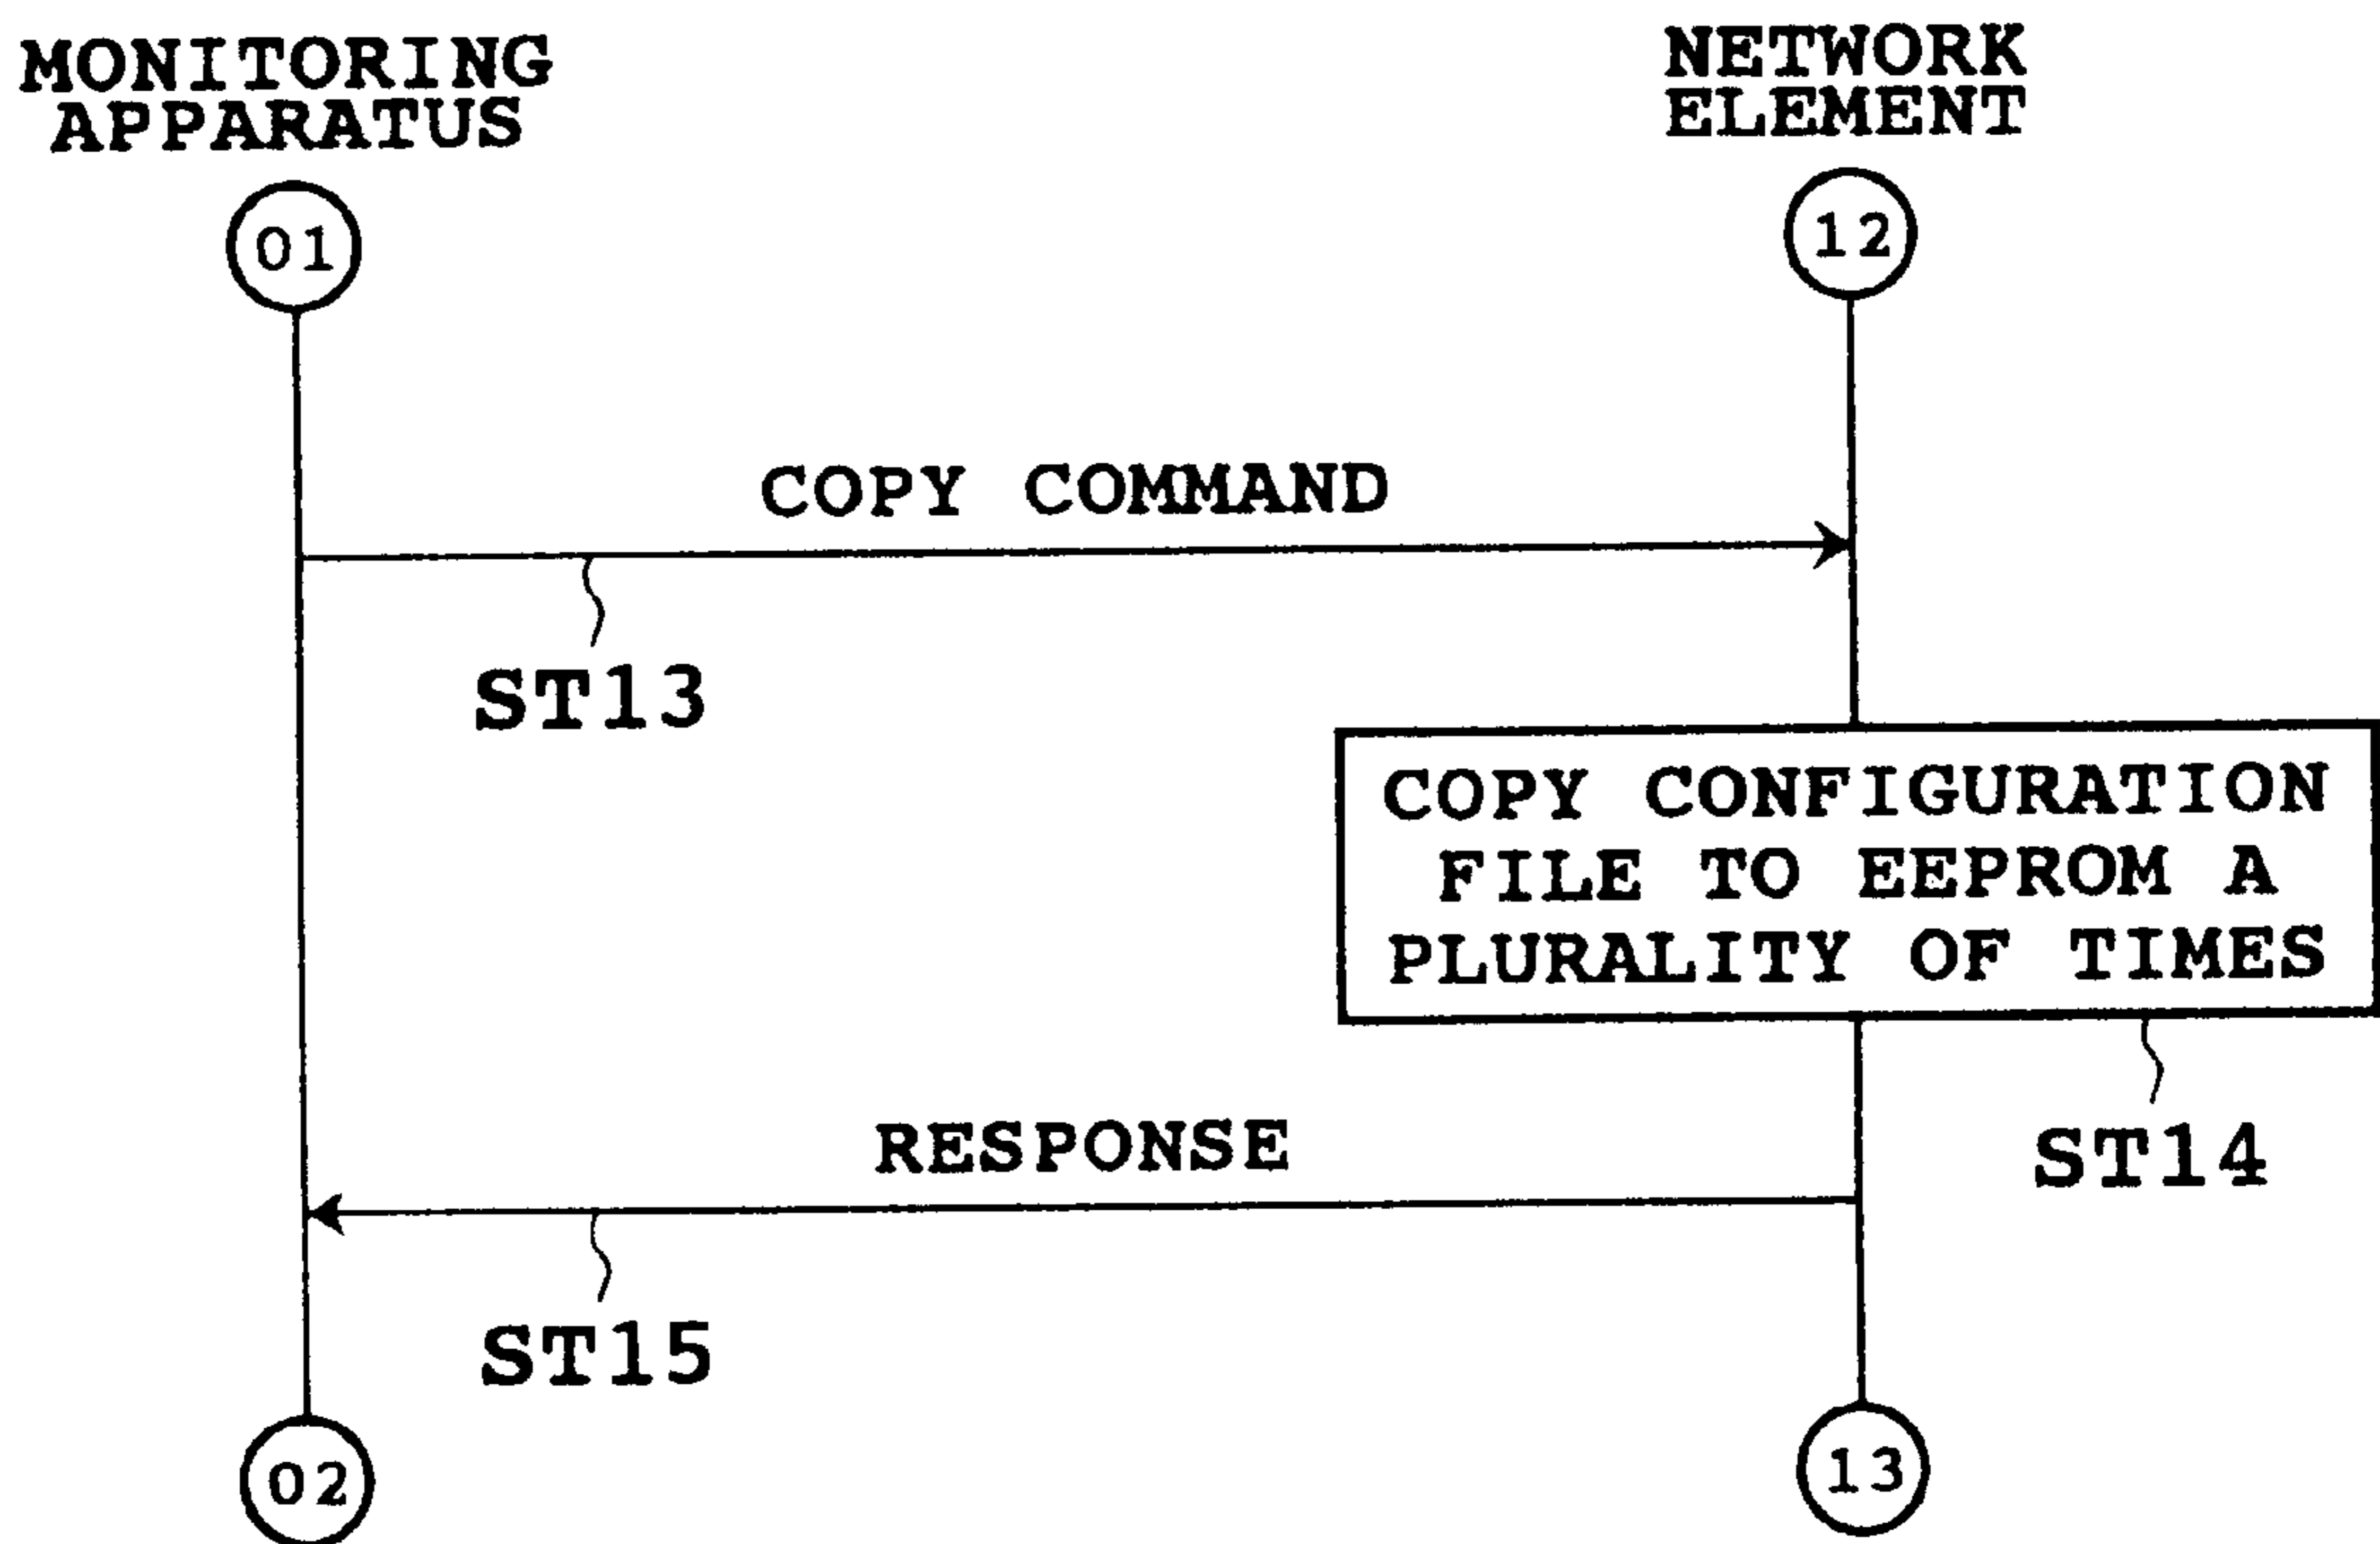 MONITORING
APPARATUS
NETWORK
ELEMENT
01
12
COPY COMMAND
ST13
COPY CONFIGURATION
FILE TO EEPROM A
PLURALITY OF TIMES
ST14
RESPONSE
ST15
02
13